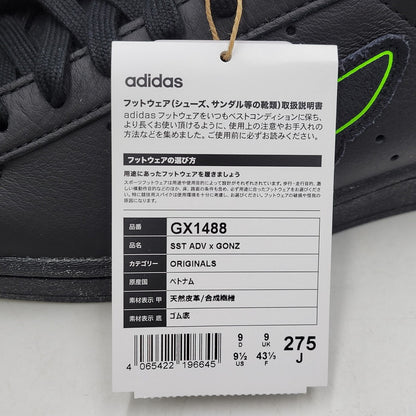 adidas
フットウェア(シューズ、サンダル等の靴類)取扱説明書
adidas フットウェアをいつもベストコンディションに保ち、
より長くお使い頂けるように、使用上の注意やお手入れの
方法などを集めました。ご使用前に必ずお読みください。
フットウェアの選び方
用途にあったフットウェアを履きましょう
品番 GX1488
品名 SST ADV x GONZ
カテゴリー ORIGINALS
原産国 ベトナム
素材表示 甲 天然皮革/合成繊維
素材表示 底 ゴム底
9 D 9 UK 275 J
9½ US 43⅓ F
4 065422 196645